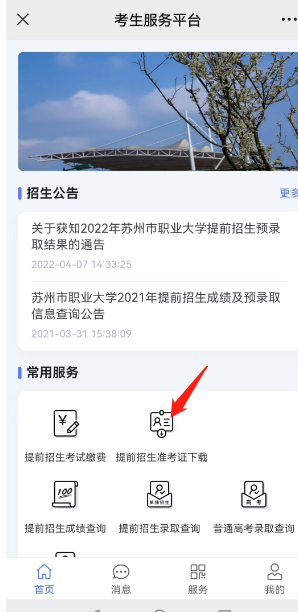 考生服务平台
招生公告
更多
关于获知2022年苏州市职业大学提前招生预录
取结果的通告
2022-04-07 14:33:25
苏州市职业大学2021年提前招生成绩及预录取
信息查询公告
2021-03-31 15:38:09
常用服务
提前招生考试缴费 提前招生准考证下载
100
单独招生
高考
提前招生成绩查询 提前招生录取查询 普通高考录取查询
首页 消息 服务 我的